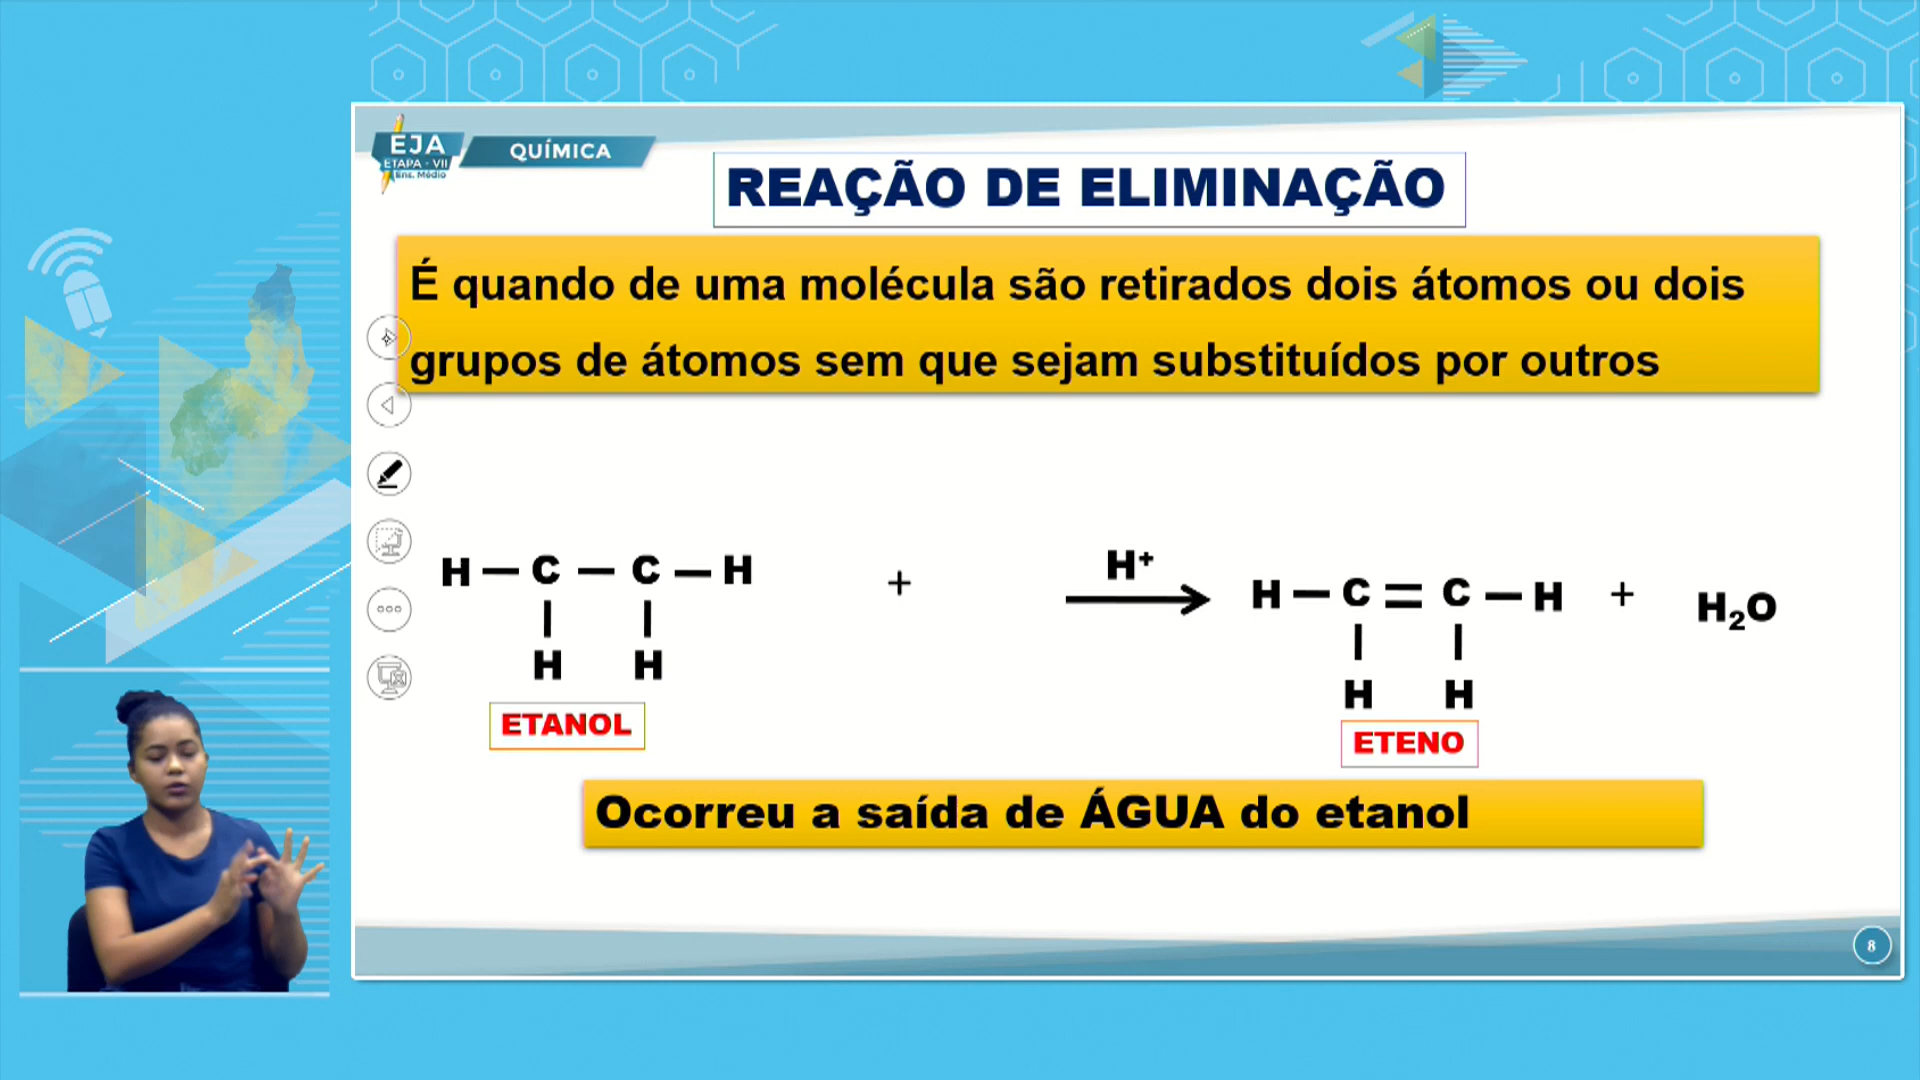 EJA
ETAPA - VII
Ens. Médio
QUÍMICA
REAÇÃO DE ELIMINAÇÃO
É quando de uma molécula são retirados dois átomos ou dois
grupos de átomos sem que sejam substituídos por outros
H — C — C — H + H⁺ H — C = C — H + H₂O
H H H H
ETANOL ETENO
Ocorreu a saída de ÁGUA do etanol
8